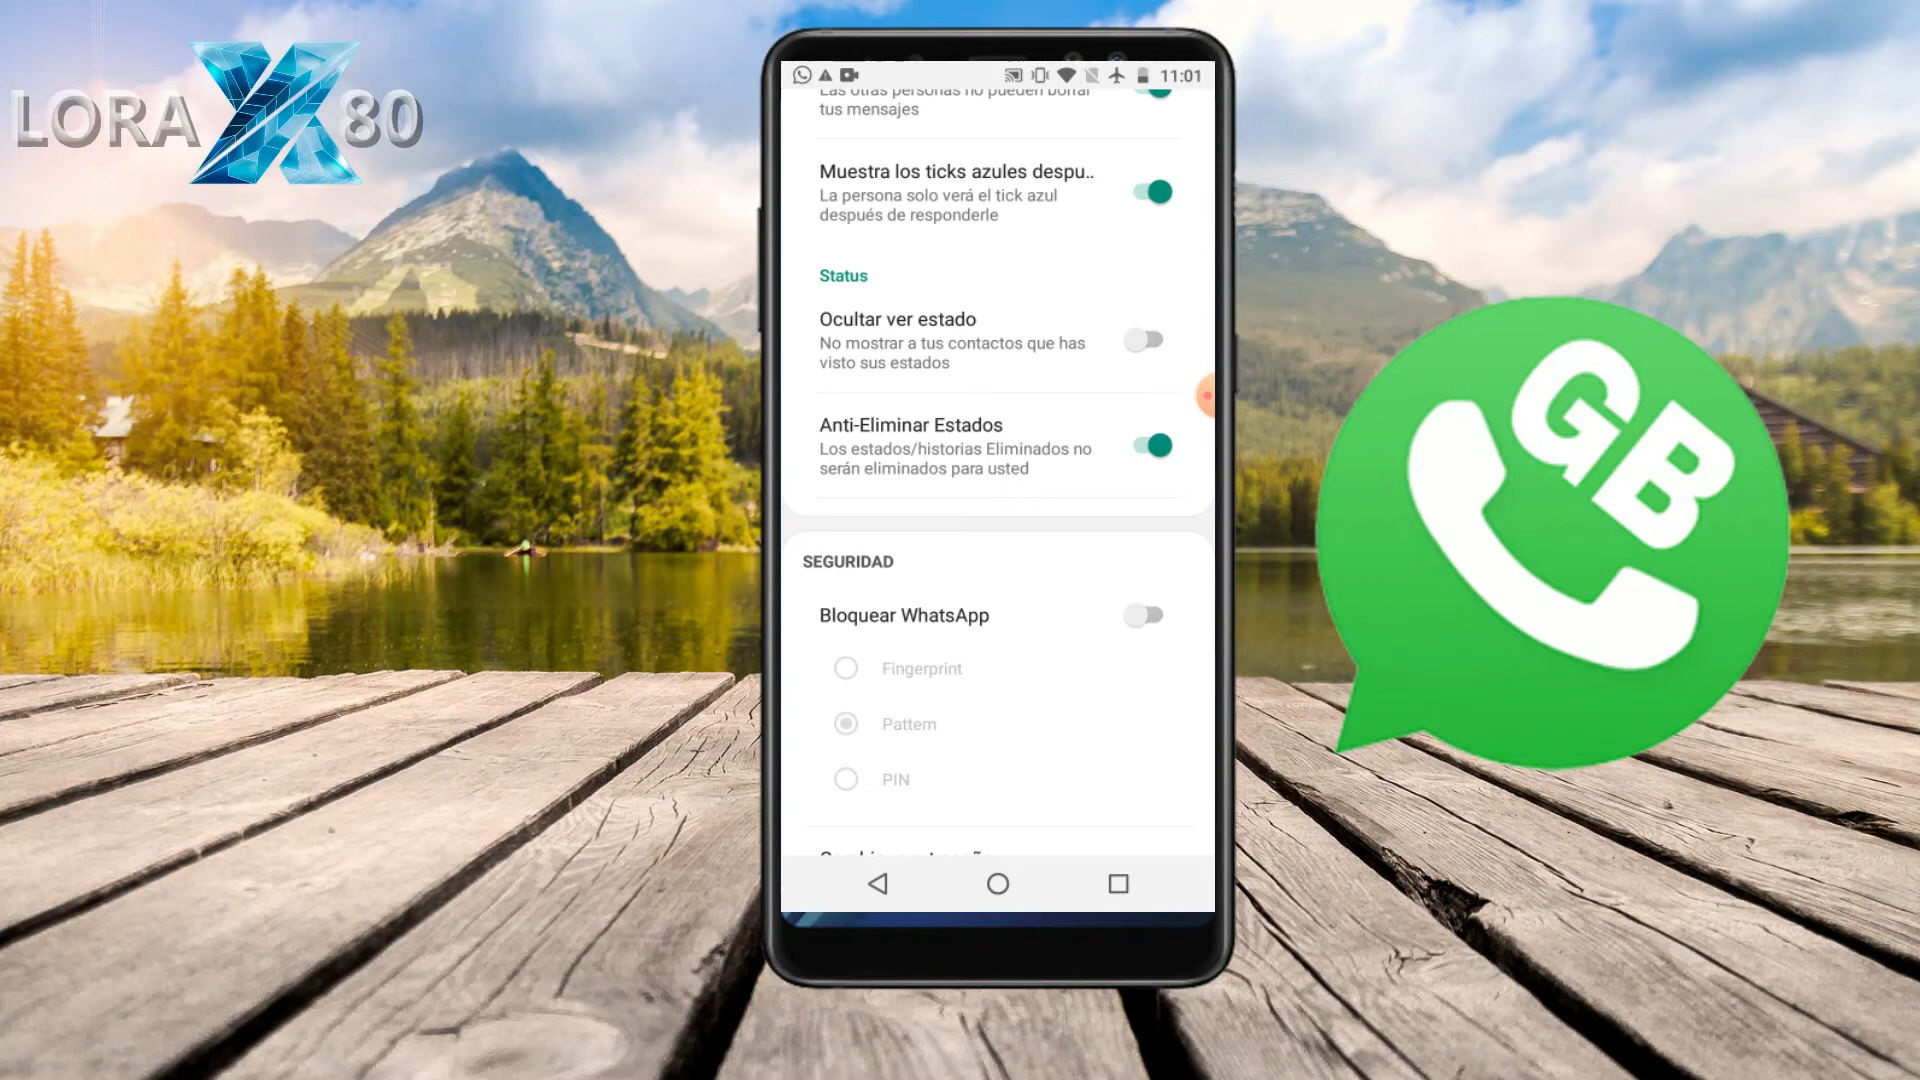 LORA X 80
11:01
Las otras personas no pueden borrar
tus mensajes
Muestra los ticks azules despu..
La persona solo verá el tick azul
después de responderle
Status
Ocultar ver estado
No mostrar a tus contactos que has
visto sus estados
Anti-Eliminar Estados
Los estados/historias Eliminados no
serán eliminados para usted
SEGURIDAD
Bloquear WhatsApp
Fingerprint
Pattern
PIN
GB